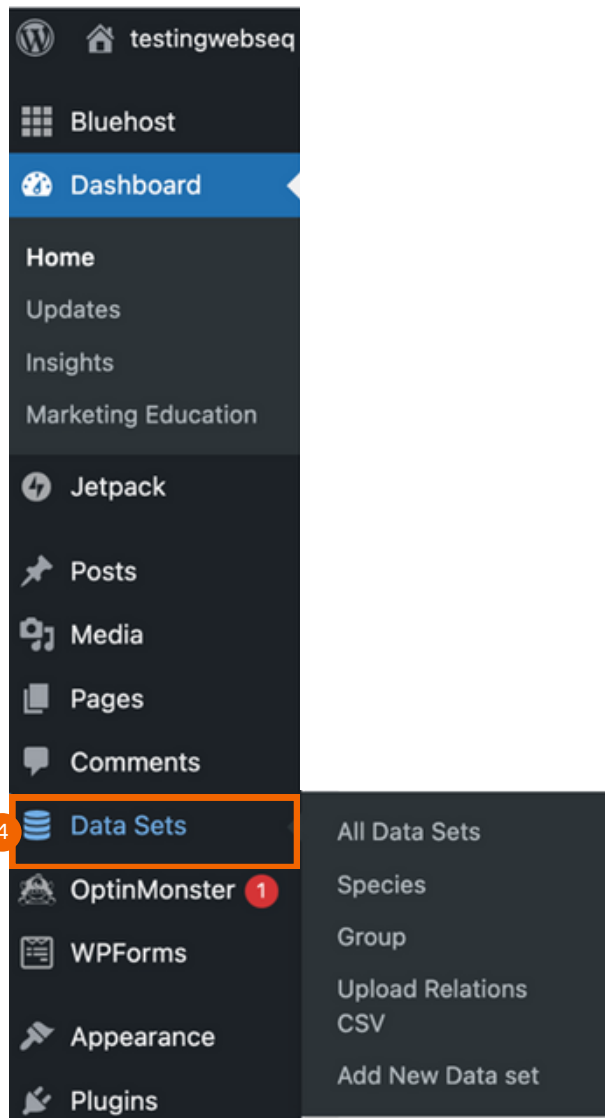 testingwebseq
Bluehost
Dashboard
Home
Updates
Insights
Marketing Education
Jetpack
Posts
Media
Pages
Comments
4
Data Sets
OptinMonster 1
WPForms
Appearance
Plugins
All Data Sets
Species
Group
Upload Relations
CSV
Add New Data set